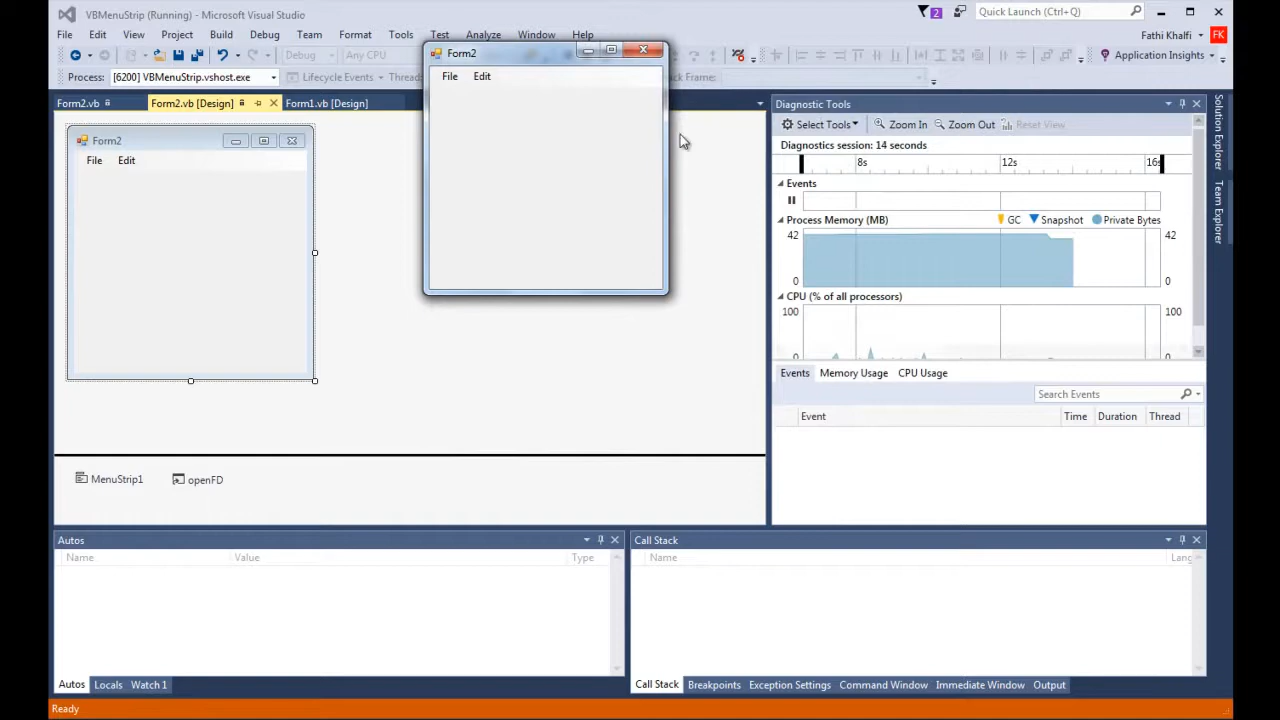 VBMenuStrip (Running) - Microsoft Visual Studio
2
Quick Launch (Ctrl+Q)
File Edit View Project Build Debug Team Format Tools Test Analyze Window Help
Fathi Khalfi FK
Debug Any CPU
Application Insights
Process: [6200] VBMenuStrip.vshost.exe Lifecycle Events Stack Frame:
Form2.vb Form2.vb [Design] Form1.vb [Design]
Form2
File Edit
Form2
File Edit
MenuStrip1 openFD
Diagnostic Tools
Select Tools Zoom In Zoom Out Reset View
Diagnostics session: 14 seconds
8s 12s 16s
Events
Process Memory (MB) GC Snapshot Private Bytes
42 42
0 0
CPU (% of all processors)
100 100
0 0
Events Memory Usage CPU Usage
Search Events
Event Time Duration Thread
Solution Explorer
Team Explorer
Autos
Name Value Type
Autos Locals Watch 1
Call Stack
Name Lang
Call Stack Breakpoints Exception Settings Command Window Immediate Window Output
Ready